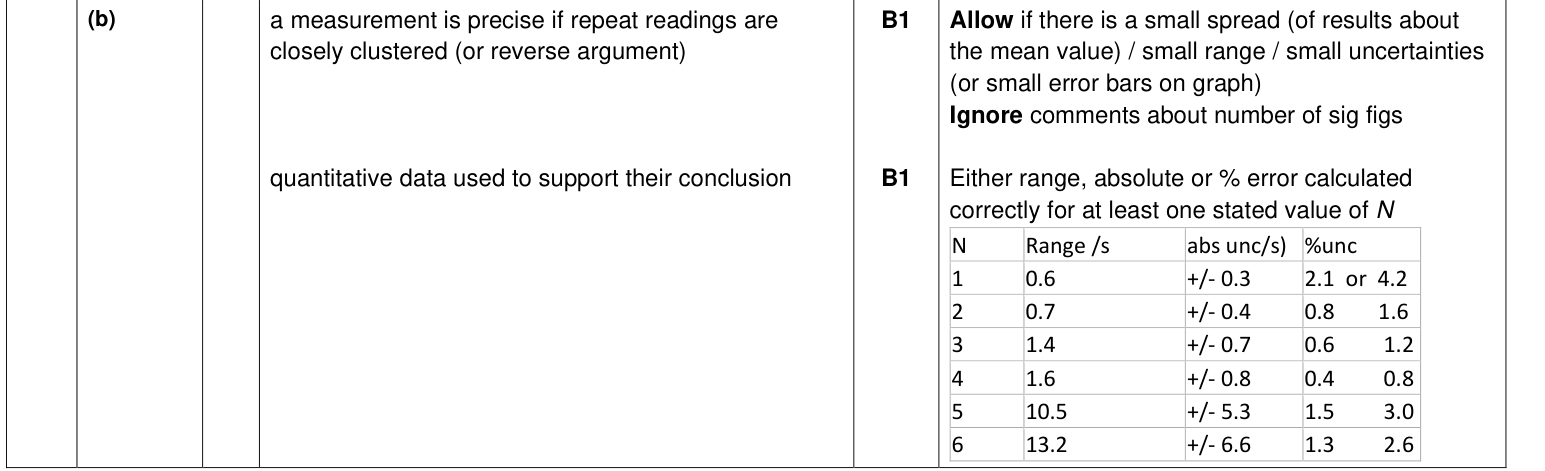 (b)
a measurement is precise if repeat readings are
closely clustered (or reverse argument)
B1
Allow if there is a small spread (of results about
the mean value) / small range / small uncertainties
(or small error bars on graph)
Ignore comments about number of sig figs
quantitative data used to support their conclusion
B1
Either range, absolute or % error calculated
correctly for at least one stated value of N
N Range /s abs unc/s) %unc
1 0.6 +/- 0.3 2.1 or 4.2
2 0.7 +/- 0.4 0.8 1.6
3 1.4 +/- 0.7 0.6 1.2
4 1.6 +/- 0.8 0.4 0.8
5 10.5 +/- 5.3 1.5 3.0
6 13.2 +/- 6.6 1.3 2.6